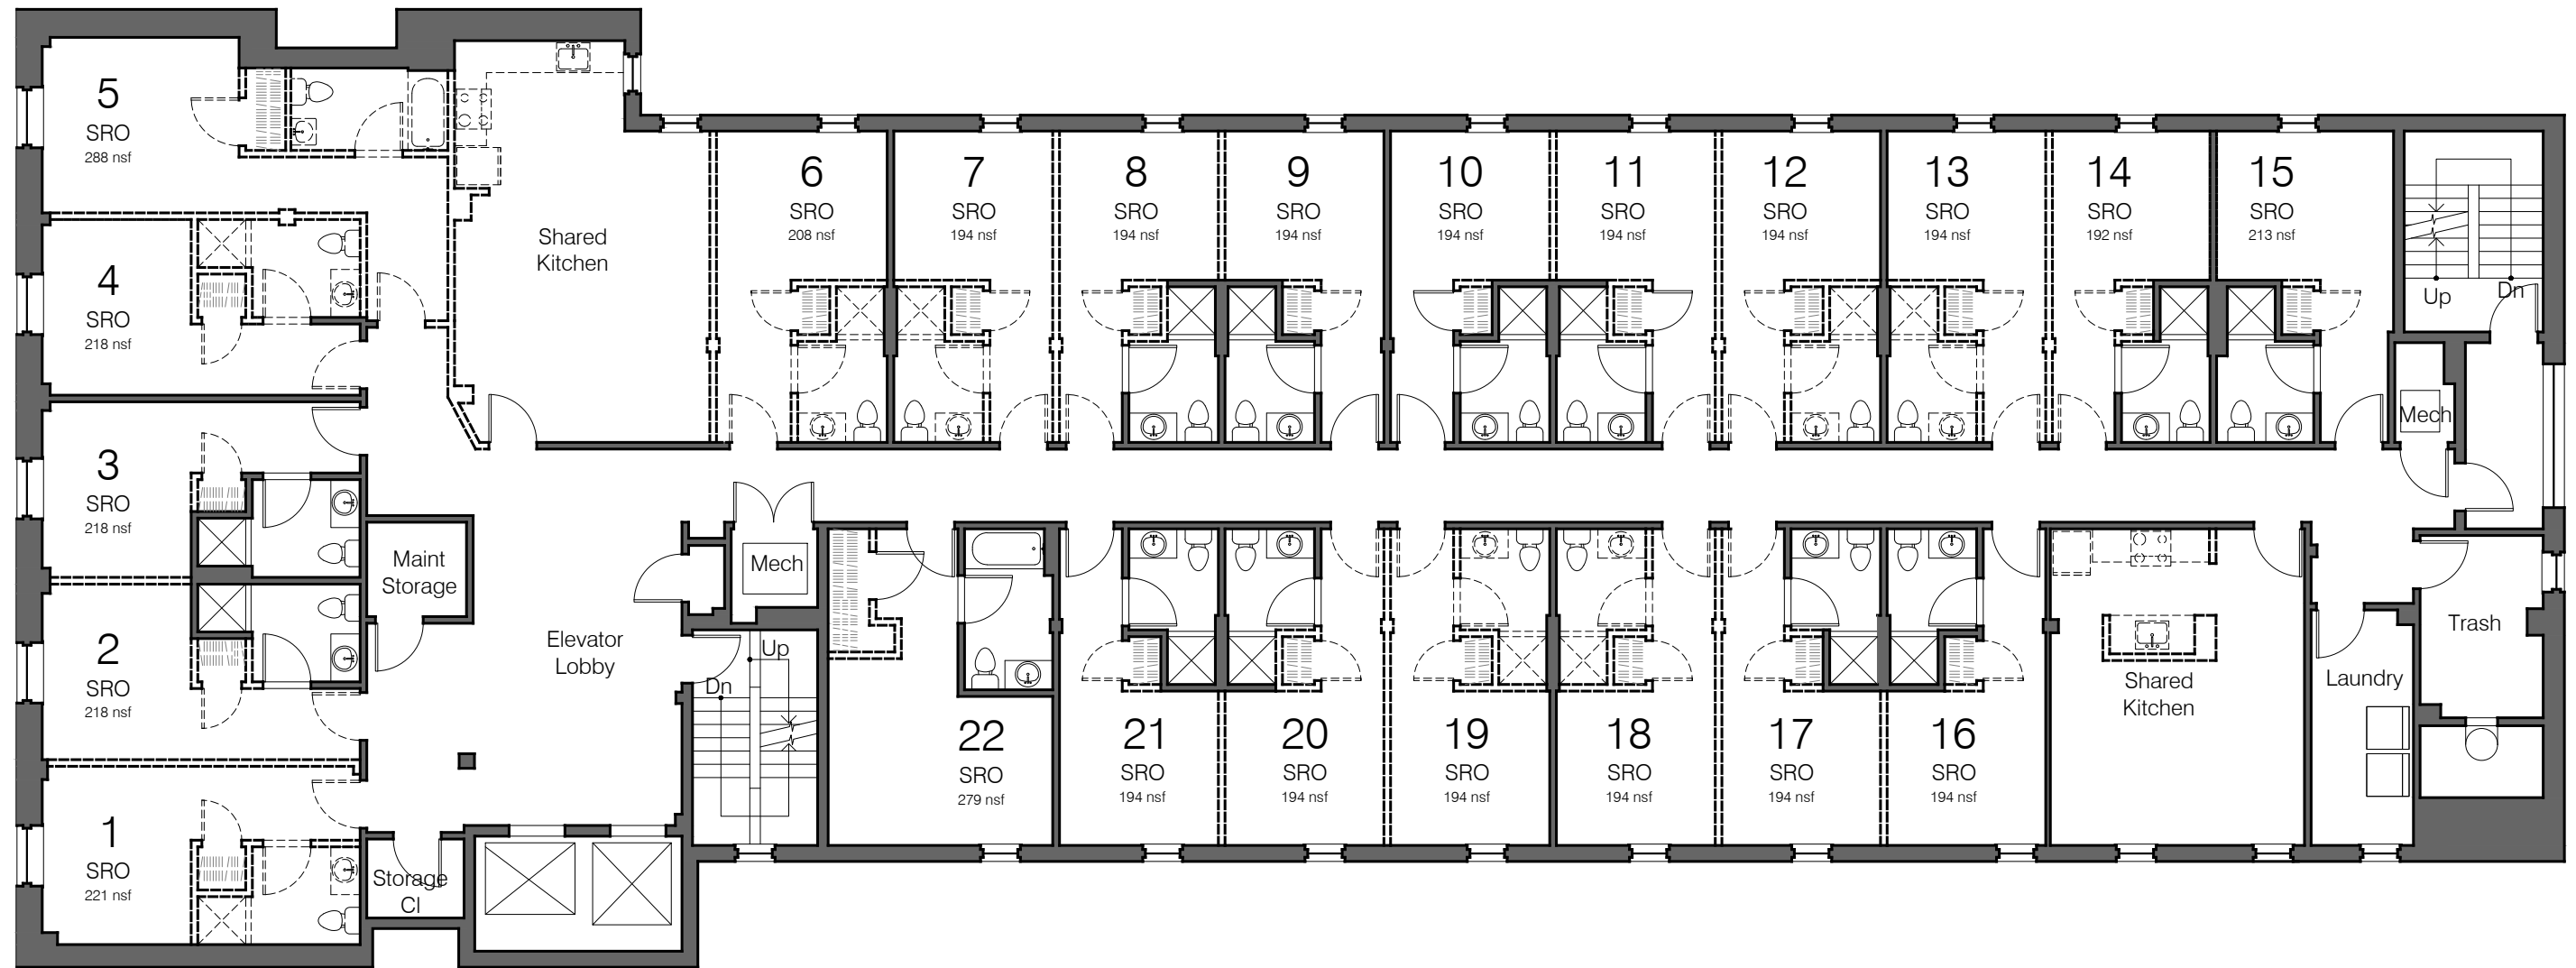 5
SRO
288 nsf
4
SRO
218 nsf
3
SRO
218 nsf
2
SRO
218 nsf
1
SRO
221 nsf
Shared
Kitchen
6
SRO
208 nsf
7
SRO
194 nsf
8
SRO
194 nsf
9
SRO
194 nsf
10
SRO
194 nsf
11
SRO
194 nsf
12
SRO
194 nsf
13
SRO
194 nsf
14
SRO
192 nsf
15
SRO
213 nsf
Up
Dn
Mech
Maint
Storage
Elevator
Lobby
Storage
Cl
Mech
Up
Dn
22
SRO
279 nsf
21
SRO
194 nsf
20
SRO
194 nsf
19
SRO
194 nsf
18
SRO
194 nsf
17
SRO
194 nsf
16
SRO
194 nsf
Shared
Kitchen
Laundry
Trash